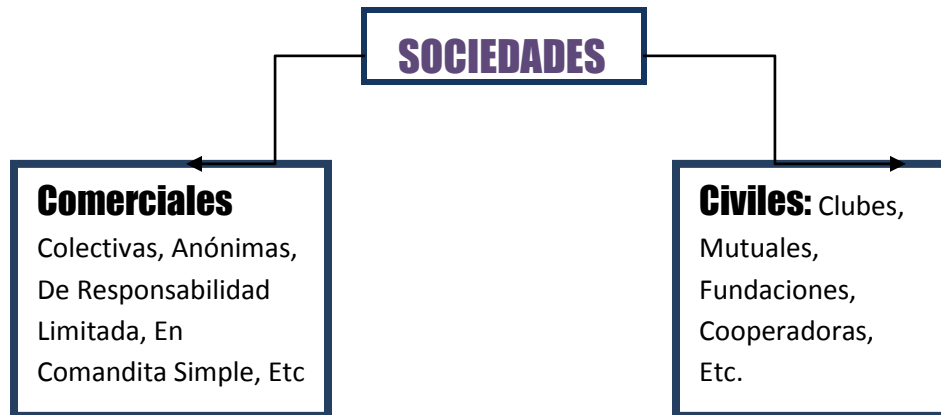 SOCIEDADES
Comerciales
Colectivas, Anónimas,
De Responsabilidad
Limitada, En
Comandita Simple, Etc
Civiles: Clubes,
Mutuales,
Fundaciones,
Cooperadoras,
Etc.